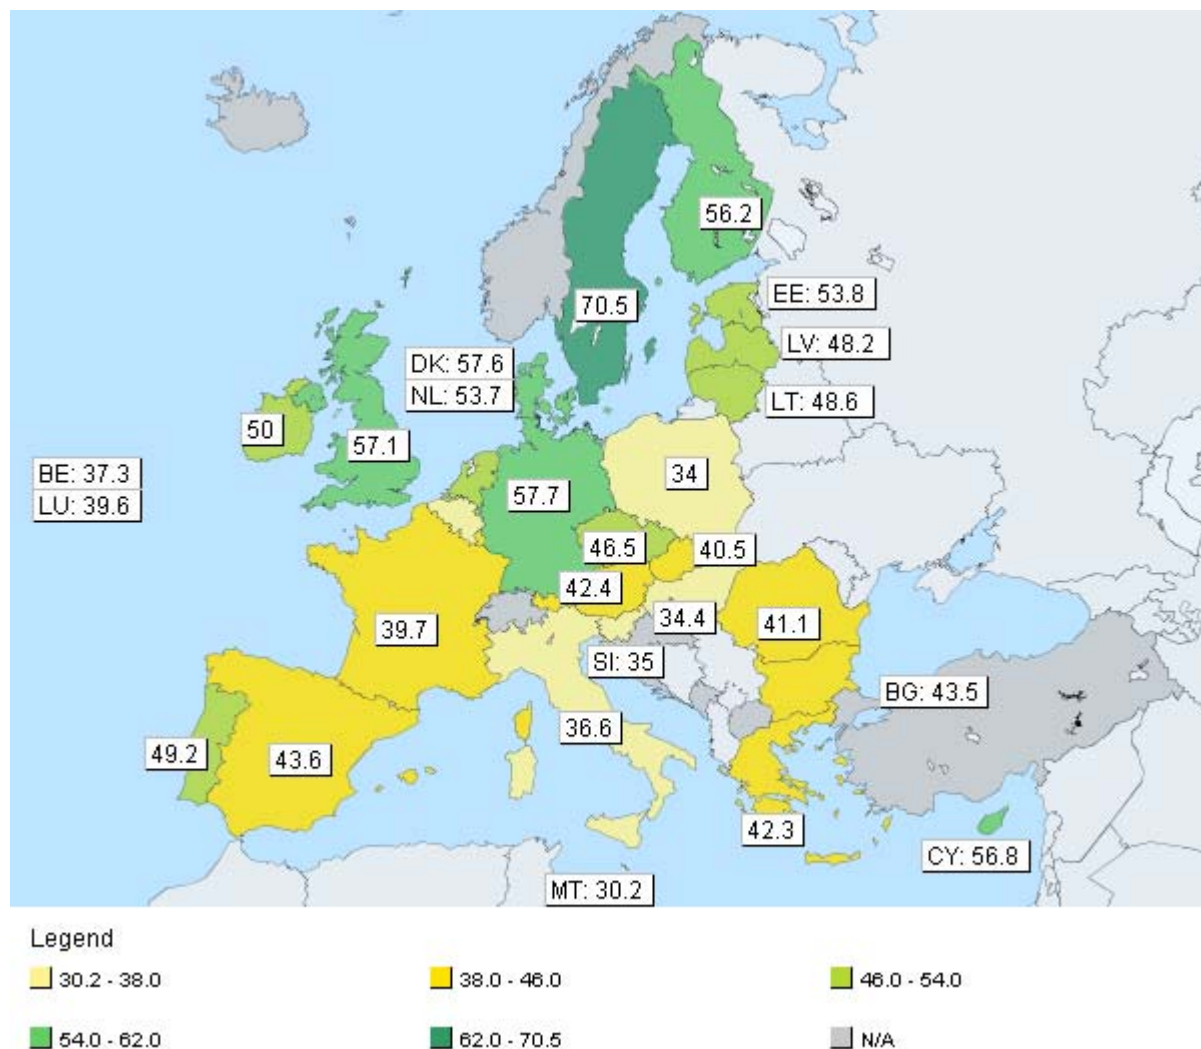 56.2
70.5
EE: 53.8
LV: 48.2
DK: 57.6
NL: 53.7
LT: 48.6
50
57.1
BE: 37.3
LU: 39.6
34
57.7
46.5
40.5
42.4
34.4
39.7
41.1
SI: 35
BG: 43.5
36.6
49.2
43.6
42.3
CY: 56.8
MT: 30.2
Legend
30.2 - 38.0
38.0 - 46.0
46.0 - 54.0
54.0 - 62.0
62.0 - 70.5
N/A